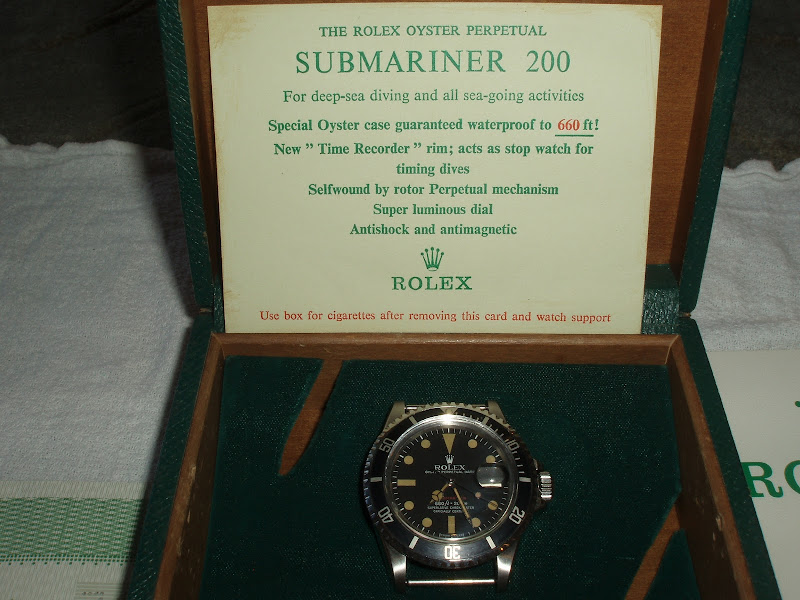 THE ROLEX OYSTER PERPETUAL
SUBMARINER 200
For deep-sea diving and all sea-going activities
Special Oyster case guaranteed waterproof to 660 ft!
New " Time Recorder " rim; acts as stop watch for
timing dives
Selfwound by rotor Perpetual mechanism
Super luminous dial
Antishock and antimagnetic
ROLEX
Use box for cigarettes after removing this card and watch support
50
10
ROLEX
40
20
30
RO